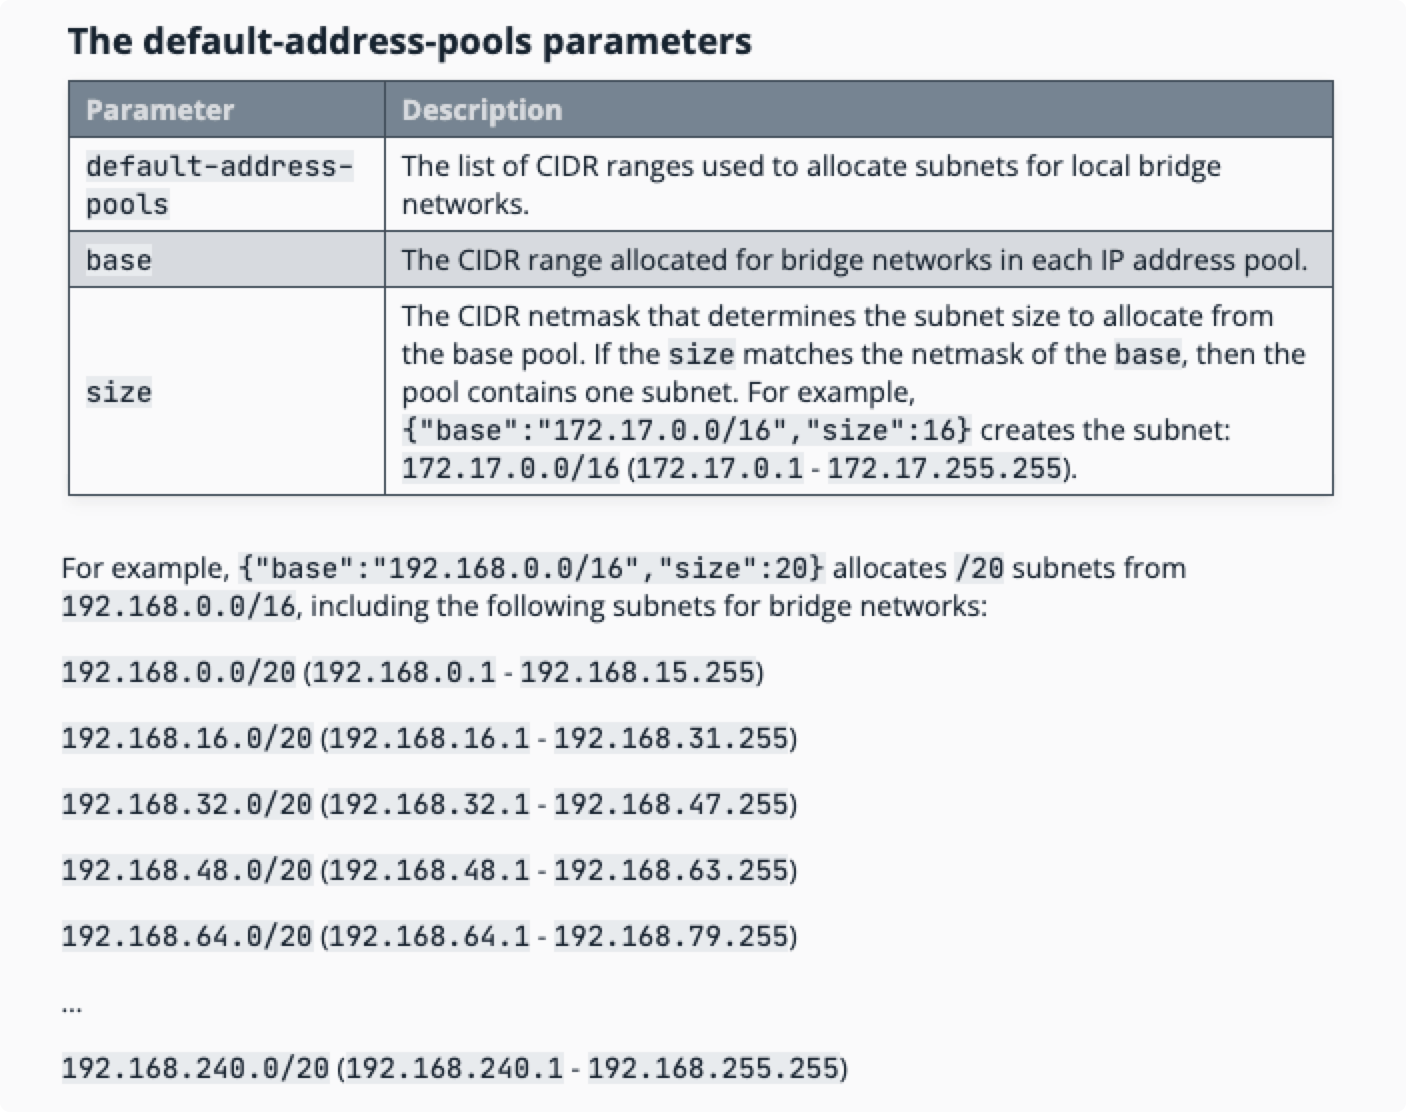 The default-address-pools parameters
Parameter Description
default-address-
pools
The list of CIDR ranges used to allocate subnets for local bridge
networks.
base The CIDR range allocated for bridge networks in each IP address pool.
size
The CIDR netmask that determines the subnet size to allocate from
the base pool. If the size matches the netmask of the base, then the
pool contains one subnet. For example,
{"base":"172.17.0.0/16","size":16} creates the subnet:
172.17.0.0/16 (172.17.0.1 - 172.17.255.255).
For example, {"base":"192.168.0.0/16","size":20} allocates /20 subnets from
192.168.0.0/16, including the following subnets for bridge networks:
192.168.0.0/20 (192.168.0.1 - 192.168.15.255)
192.168.16.0/20 (192.168.16.1 - 192.168.31.255)
192.168.32.0/20 (192.168.32.1 - 192.168.47.255)
192.168.48.0/20 (192.168.48.1 - 192.168.63.255)
192.168.64.0/20 (192.168.64.1 - 192.168.79.255)
...
192.168.240.0/20 (192.168.240.1 - 192.168.255.255)